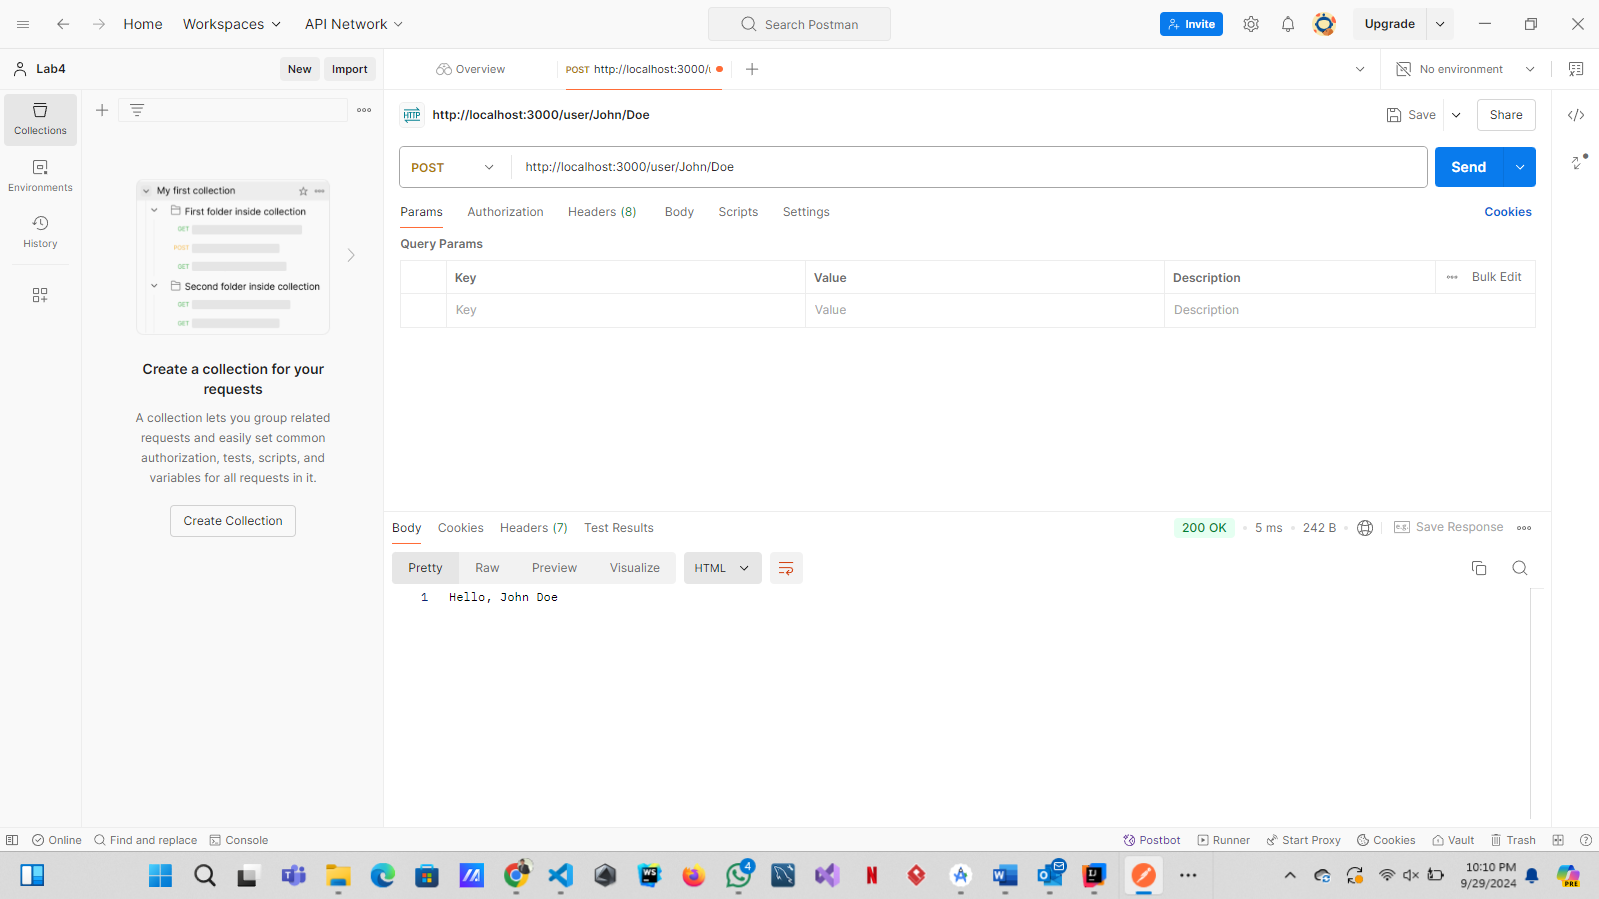 Home
Workspaces
API Network
Search Postman
Invite
Upgrade
Lab4
New
Import
Overview
POST http://localhost:3000/u
No environment
Collections
Environments
History
http://localhost:3000/user/John/Doe
Save
Share
POST
http://localhost:3000/user/John/Doe
Send
Params
Authorization
Headers (8)
Body
Scripts
Settings
Cookies
Query Params
Key
Value
Description
Bulk Edit
Key
Value
Description
My first collection
First folder inside collection
GET
POST
GET
Second folder inside collection
GET
GET
Create a collection for your
requests
A collection lets you group related
requests and easily set common
authorization, tests, scripts, and
variables for all requests in it.
Create Collection
Body
Cookies
Headers (7)
Test Results
200 OK
5 ms
242 B
e.g.
Save Response
Pretty
Raw
Preview
Visualize
HTML
1
Hello, John Doe
Online
Find and replace
Console
Postbot
Runner
Start Proxy
Cookies
Vault
Trash
HTTP
WS
4
N
W
10:10 PM
9/29/2024
PRE